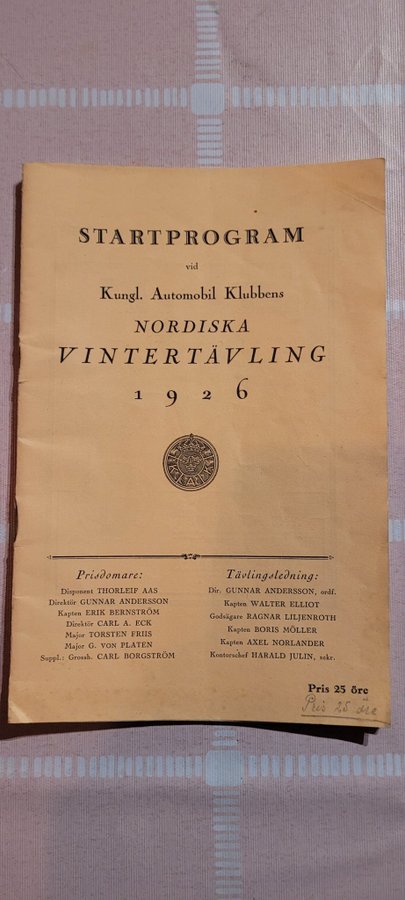 STARTPROGRAM
vid
Kungl. Automobil Klubbens
NORDISKA
VINTERTÄVLING
1926
Prisdomare:
Disponent THORLEIF AAS
Direktör GUNNAR ANDERSSON
Kapten ERIK BERNSTRÖM
Direktör CARL A. ECK
Major TORSTEN FRIIS
Major G. VON PLATEN
Suppl.: Grossh. CARL BORGSTRÖM
Tävlingsledning:
Dir. GUNNAR ANDERSSON, ordf.
Kapten WALTER ELLIOT
Godsägare RAGNAR LILJENROTH
Kapten BORIS MÖLLER
Kapten AXEL NORLANDER
Kontorschef HARALD JULIN, sekr.
Pris 25 öre
Pris 25 öre